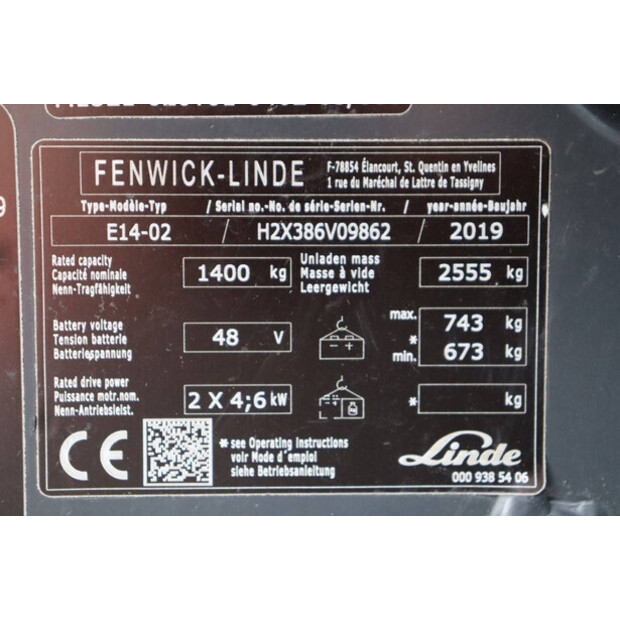 FENWICK-LINDE
F-78854 Élancourt, St. Quentin en Yvelines
1 rue du Maréchal de Lattre de Tassigny
Type-Modèle-Typ / Serial no.-No. de série-Serien-Nr. / year-année-Baujahr
E14-02 / H2X386V09862 / 2019
Rated capacity
Capacité nominale
Nenn-Tragfähigkeit
1400 kg
Unladen mass
Masse à vide
Leergewicht
2555 kg
Battery voltage
Tension batterie
Batteriespannung
48 V
max. 743 kg
*
min. 673 kg
Rated drive power
Puissance motr.nom.
Nenn-Antriebsleist.
2 X 4;6 kW
* kg
CE
* see Operating Instructions
voir Mode d'emploi
siehe Betriebsanleitung
Linde
000 938 54 06
9